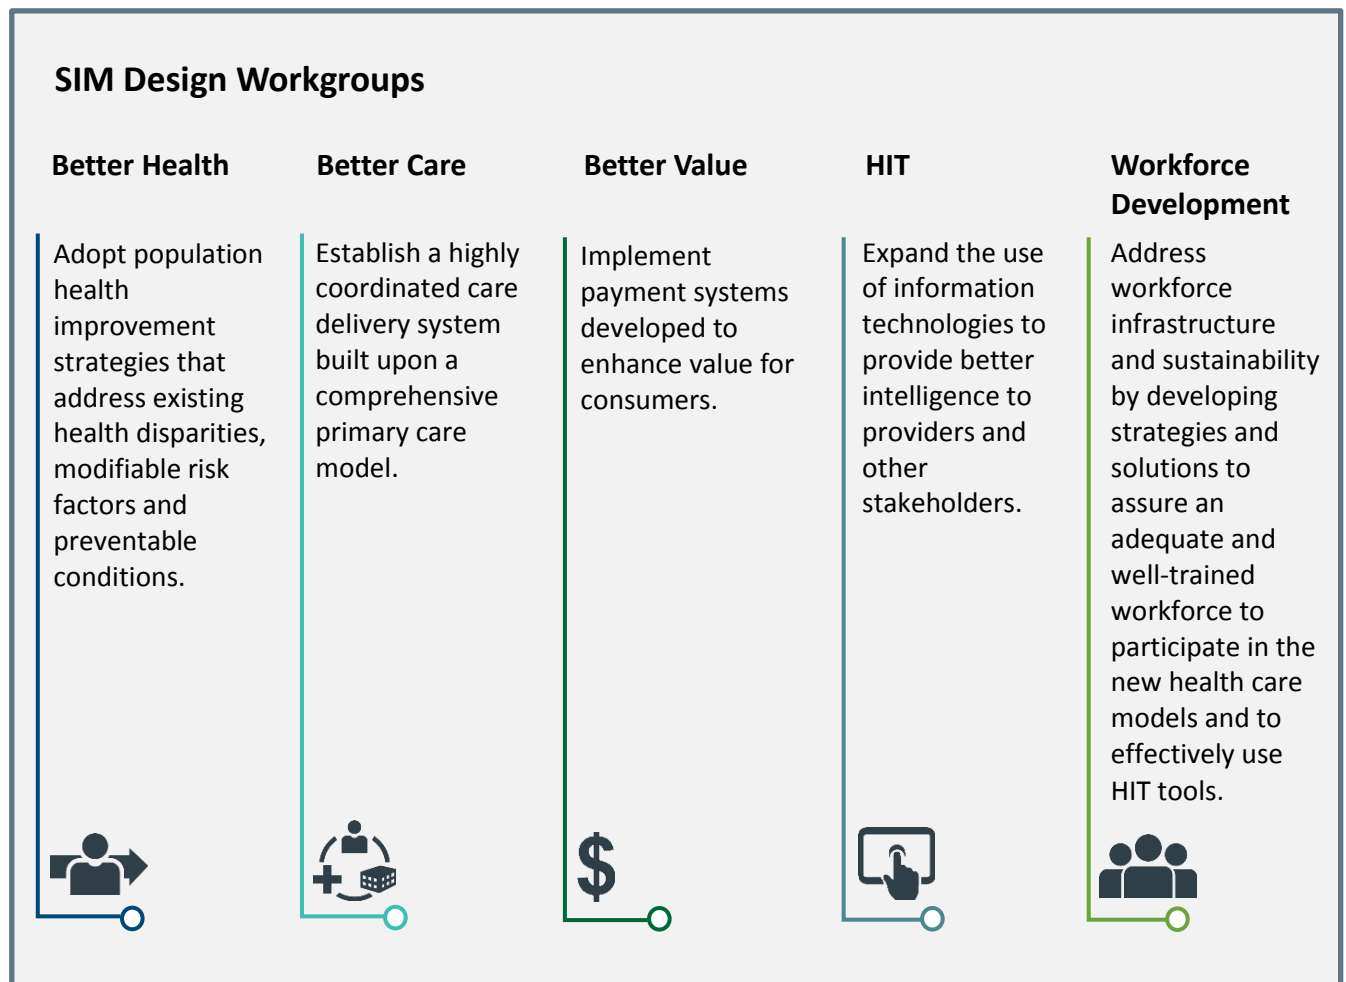 SIM Design Workgroups
Better Health
Adopt population
health
improvement
strategies that
address existing
health disparities,
modifiable risk
factors and
preventable
conditions.
Better Care
Establish a highly
coordinated care
delivery system
built upon a
comprehensive
primary care
model.
Better Value
Implement
payment systems
developed to
enhance value for
consumers.
HIT
Expand the use
of information
technologies to
provide better
intelligence to
providers and
other
stakeholders.
Workforce
Development
Address
workforce
infrastructure
and sustainability
by developing
strategies and
solutions to
assure an
adequate and
well-trained
workforce to
participate in the
new health care
models and to
effectively use
HIT tools.
$